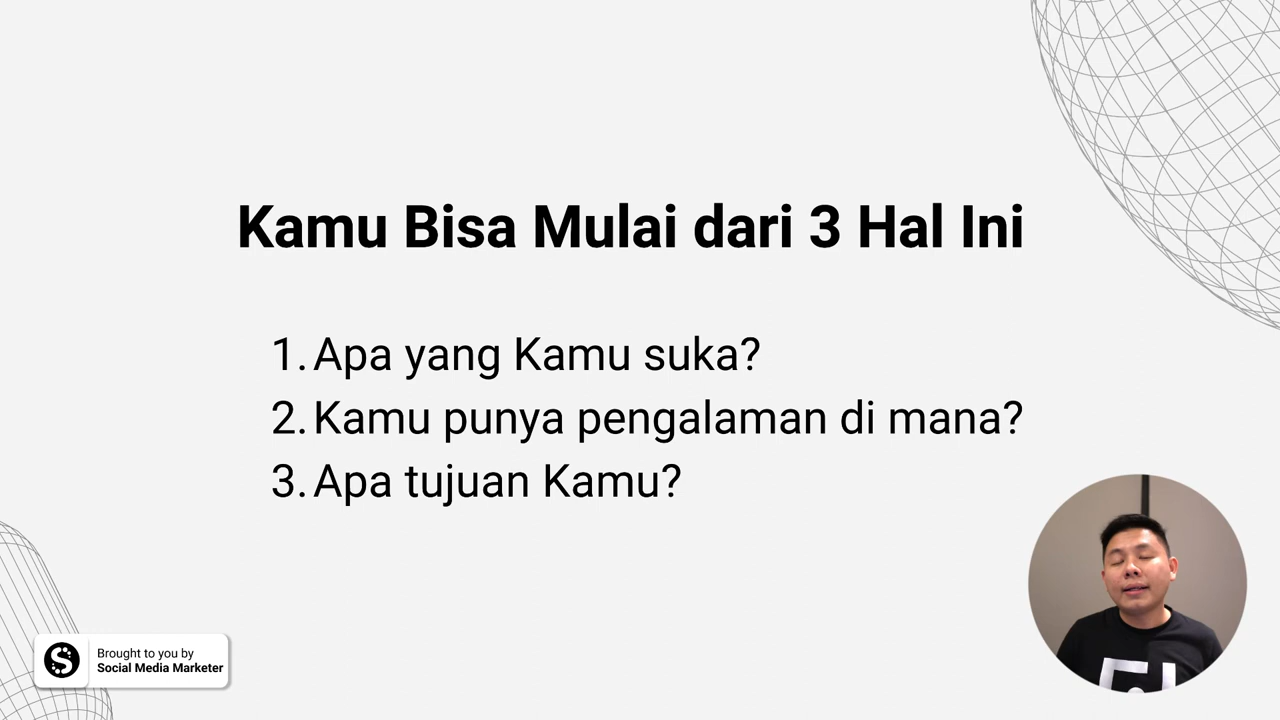 Kamu Bisa Mulai dari 3 Hal Ini
1. Apa yang Kamu suka?
2. Kamu punya pengalaman di mana?
3. Apa tujuan Kamu?
Brought to you by
Social Media Marketer